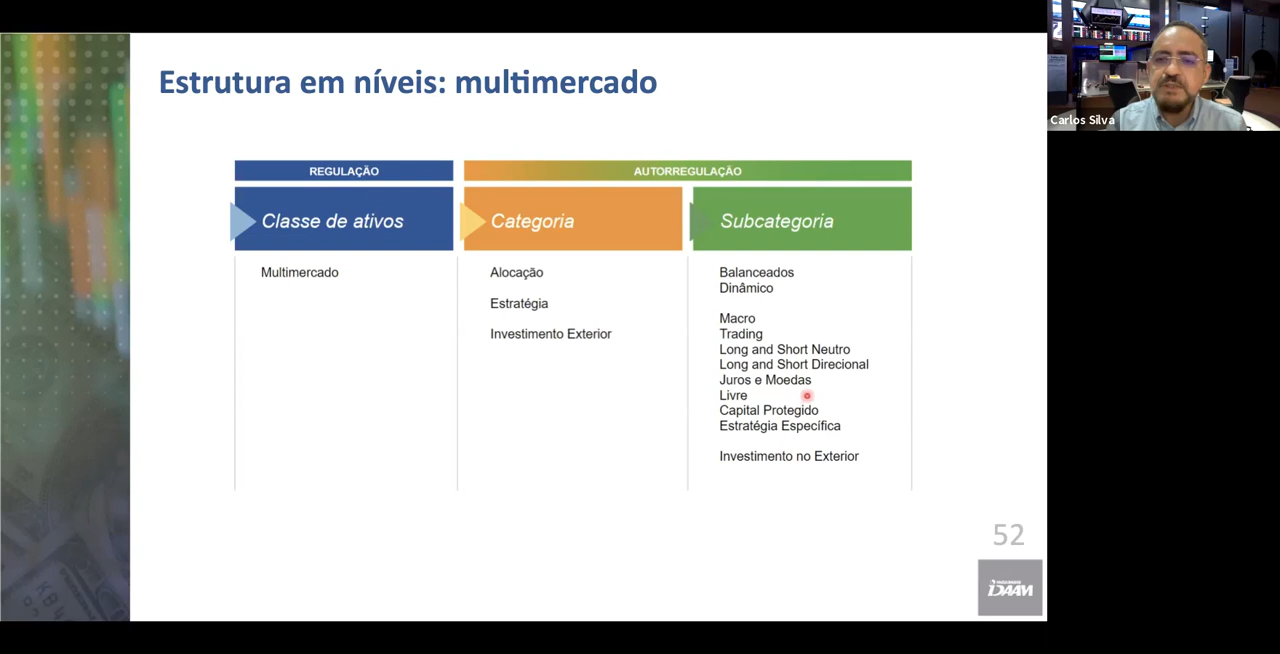 Estrutura em níveis: multimercado
Carlos Silva
REGULAÇÃO
AUTORREGULAÇÃO
Classe de ativos
Categoria
Subcategoria
Multimercado
Alocação
Estratégia
Investimento Exterior
Balanceados
Dinâmico
Macro
Trading
Long and Short Neutro
Long and Short Direcional
Juros e Moedas
Livre
Capital Protegido
Estratégia Específica
Investimento no Exterior
52